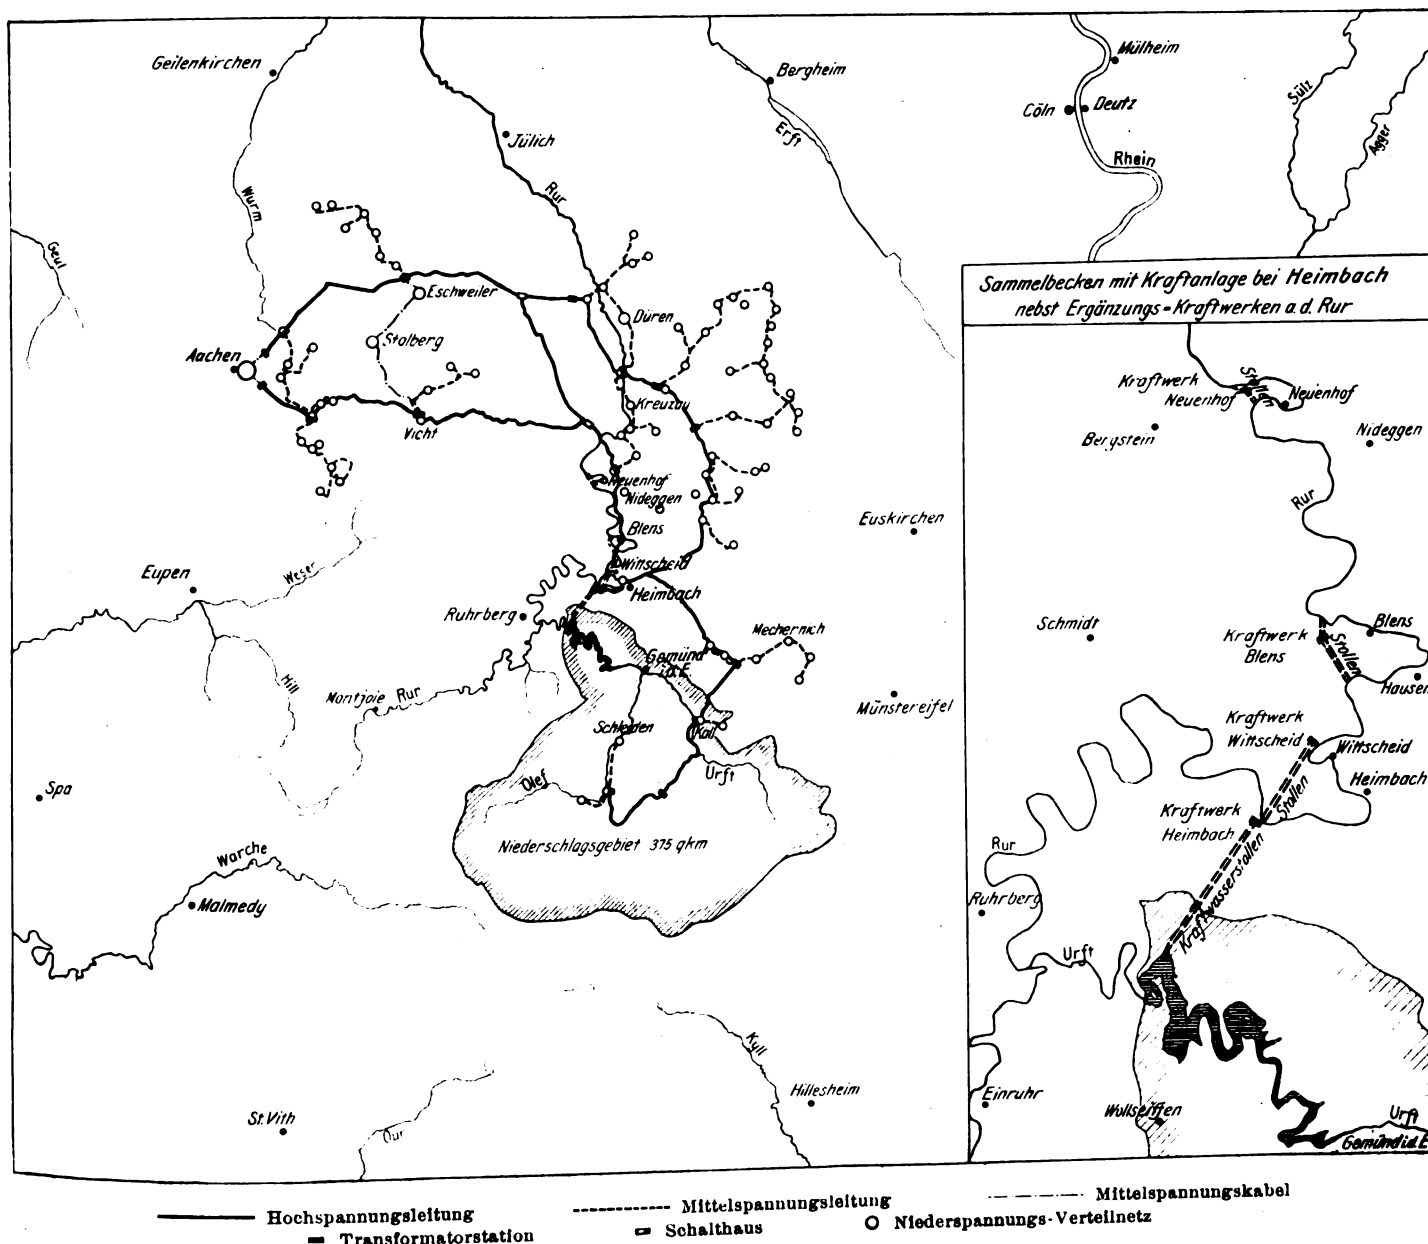 Geilenkirchen
Jülich
Bergheim
Erft
Mülheim
Cöln
Deutz
Rhein
Sülz
Agger
Geul
Wurm
Rur
Eschweiler
Stolberg
Aachen
Düren
Kreuzau
Vicht
Neuenhof
Nideggen
Blens
Wittscheid
Heimbach
Euskirchen
Eupen
Weser
Ruhrberg
Mechernich
Gemünd
i.d.E.
Hill
Montjoie
Rur
Münstereifel
Schleiden
Kall
Urft
Olef
Spa
Niederschlagsgebiet 375 qkm
Warche
Malmedy
Kyll
Hillesheim
St.Vith
Our
Sammelbecken mit Kraftanlage bei Heimbach
nebst Ergänzungs-Kraftwerken a.d. Rur
Kraftwerk
Neuenhof
Stollen
Neuenhof
Bergstein
Nideggen
Rur
Schmidt
Kraftwerk
Blens
Stollen
Blens
Hausen
Kraftwerk
Wittscheid
Wittscheid
Heimbach
Stollen
Kraftwerk
Heimbach
Kraftwasserstollen
Rur
Ruhrberg
Urft
Einruhr
Wollseiffen
Urft
Gemünd i.d.E
Hochspannungsleitung
Mittelspannungsleitung
Mittelspannungskabel
Transformatorstation
Schalthaus
Niederspannungs-Verteilnetz